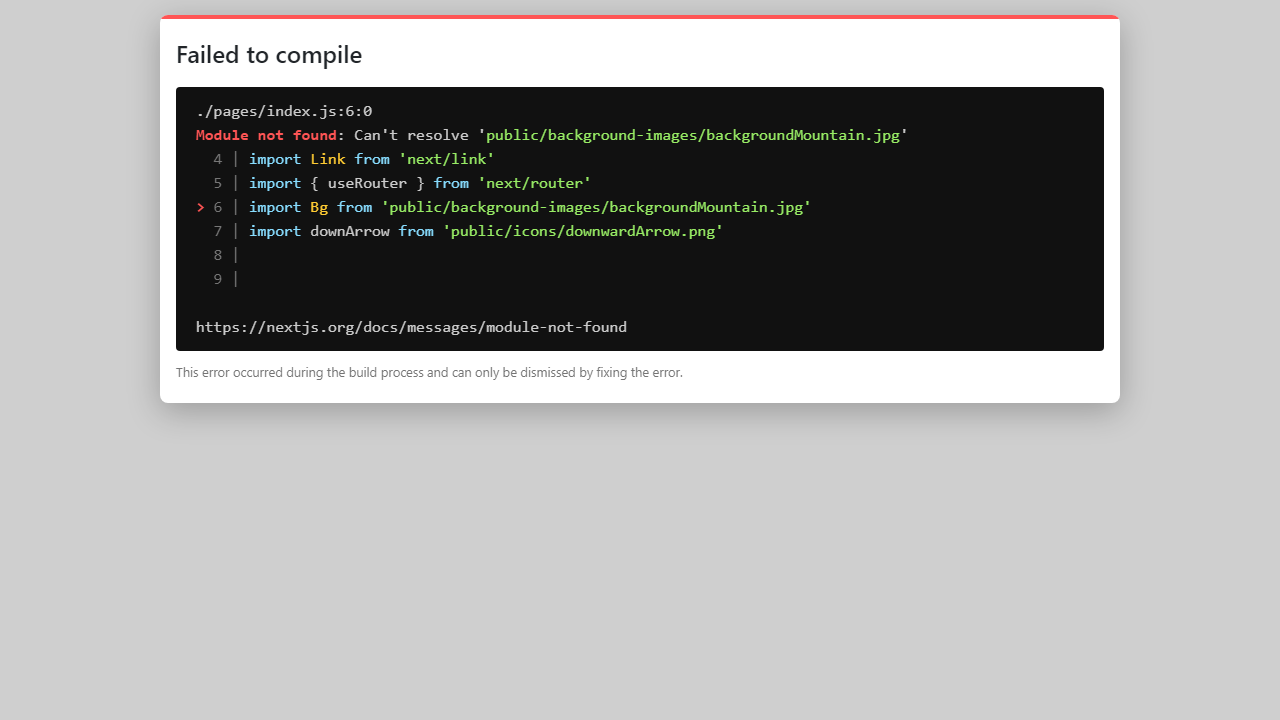 Failed to compile
./pages/index.js:6:0
Module not found: Can't resolve 'public/background-images/backgroundMountain.jpg'
  4 | import Link from 'next/link'
  5 | import { useRouter } from 'next/router'
> 6 | import Bg from 'public/background-images/backgroundMountain.jpg'
  7 | import downArrow from 'public/icons/downwardArrow.png'
  8 |
  9 |
https://nextjs.org/docs/messages/module-not-found
This error occurred during the build process and can only be dismissed by fixing the error.